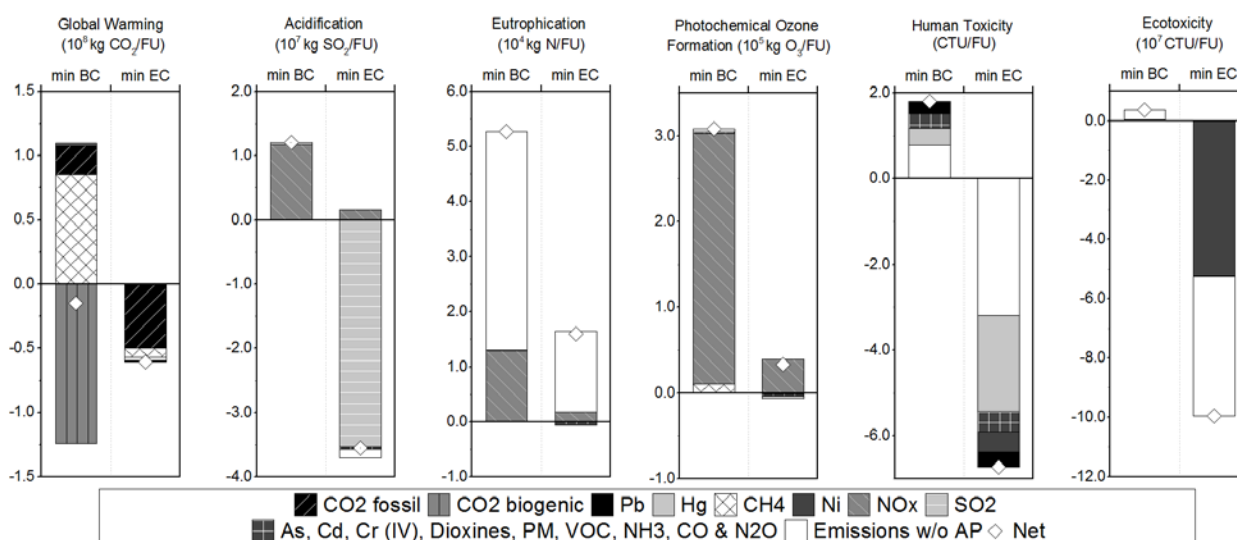 Global Warming
(10⁸ kg CO₂/FU)
Acidification
(10⁷ kg SO₂/FU)
Eutrophication
(10⁴ kg N/FU)
Photochemical Ozone
Formation (10⁵ kg O₃/FU)
Human Toxicity
(CTU/FU)
Ecotoxicity
(10⁷ CTU/FU)
min BC min EC
min BC min EC
min BC min EC
min BC min EC
min BC min EC
min BC min EC
1.5
1.0
0.5
0.0
-0.5
-1.0
-1.5
2.0
1.0
0.0
-1.0
-2.0
-3.0
-4.0
6.0
5.0
4.0
3.0
2.0
1.0
0.0
-1.0
3.0
2.0
1.0
0.0
-1.0
2.0
0.0
-2.0
-4.0
-6.0
0.0
-2.0
-4.0
-6.0
-8.0
-10.0
-12.0
CO2 fossil CO2 biogenic Pb Hg CH4 Ni NOx SO2
As, Cd, Cr (IV), Dioxines, PM, VOC, NH3, CO & N2O Emissions w/o AP Net